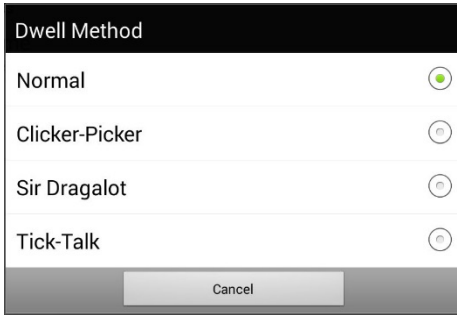 Dwell Method
Normal
Clicker-Picker
Sir Dragalot
Tick-Talk
Cancel